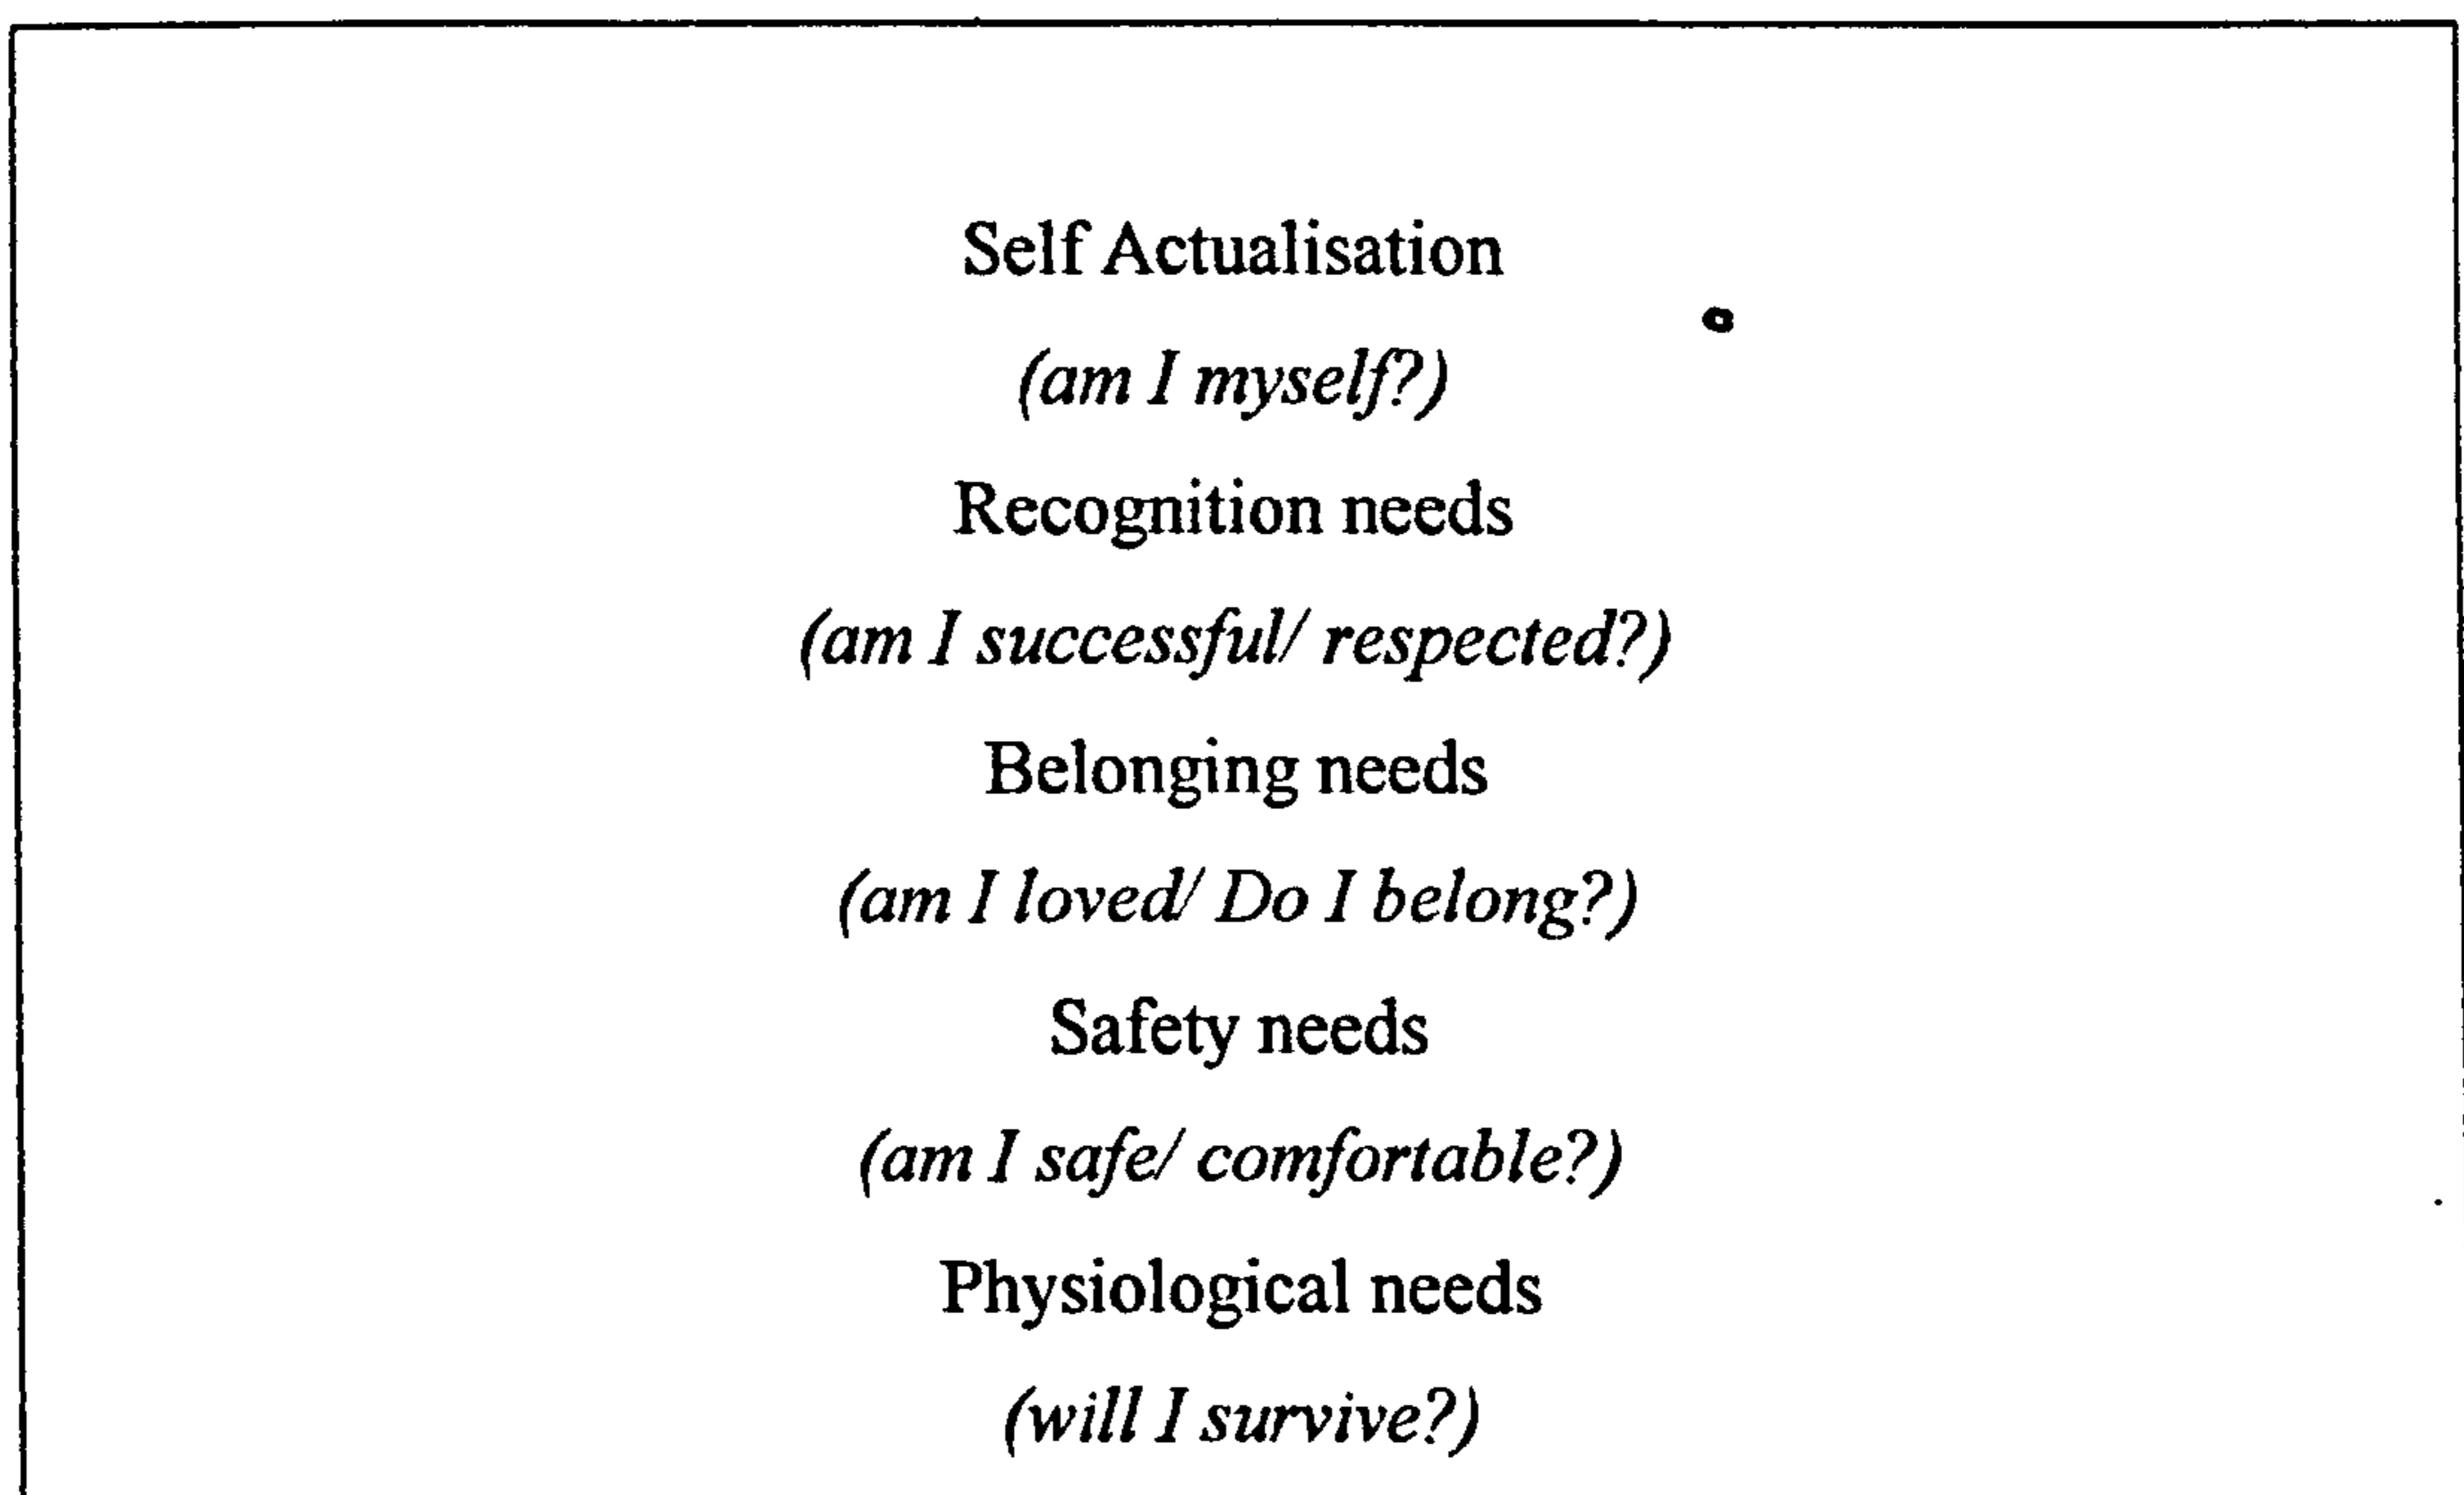 Self Actualisation
(am I myself?)
Recognition needs
(am I successful/ respected?)
Belonging needs
(am I loved/ Do I belong?)
Safety needs
(am I safe/ comfortable?)
Physiological needs
(will I survive?)